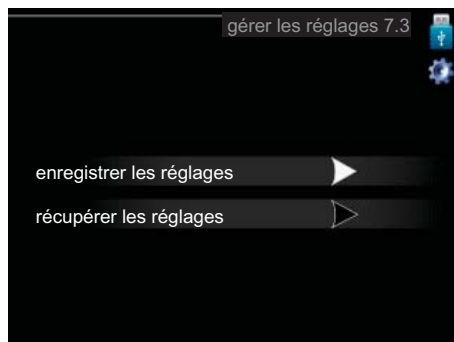 gérer les réglages 7.3
enregistrer les réglages
récupérer les réglages